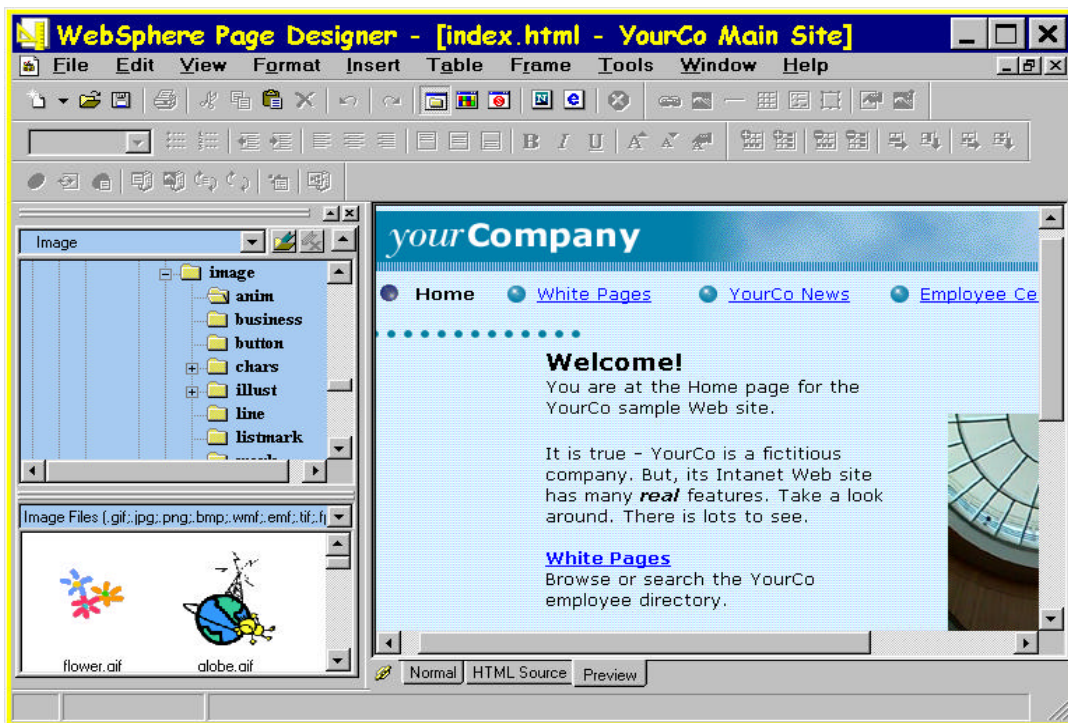 WebSphere Page Designer - [index.html - YourCo Main Site]
File Edit View Format Insert Table Frame Tools Window Help
B I U A A
Image
image
anim
business
button
chars
illust
line
listmark
Image Files (.gif;.jpg;.png;.bmp;.wmf;.emf;.tif;.f
flower.gif globe.gif
yourCompany
Home White Pages YourCo News Employee Ce
Welcome!
You are at the Home page for the
YourCo sample Web site.
It is true - YourCo is a fictitious
company. But, its Intanet Web site
has many real features. Take a look
around. There is lots to see.
White Pages
Browse or search the YourCo
employee directory.
Normal HTML Source Preview